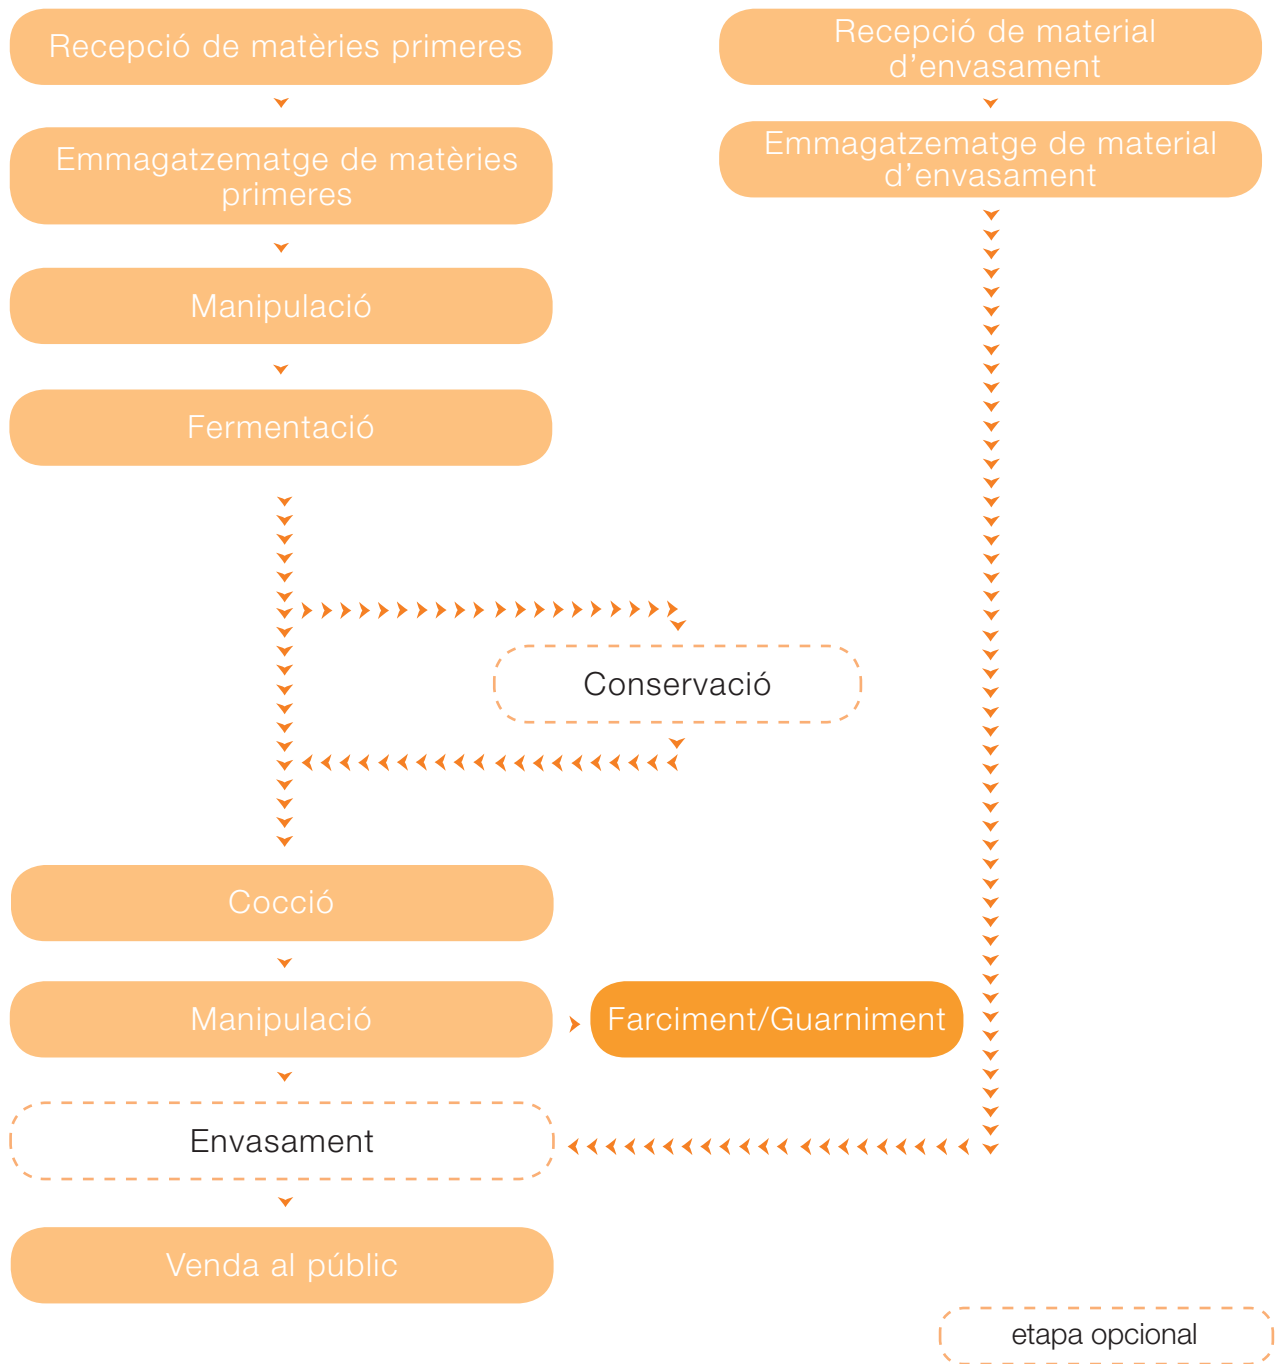 Recepció de matèries primeres
Recepció de material
d’envasament
Emmagatzematge de matèries
primeres
Emmagatzematge de material
d’envasament
Manipulació
Fermentació
Conservació
Cocció
Manipulació
Farciment/Guarniment
Envasament
Venda al públic
etapa opcional